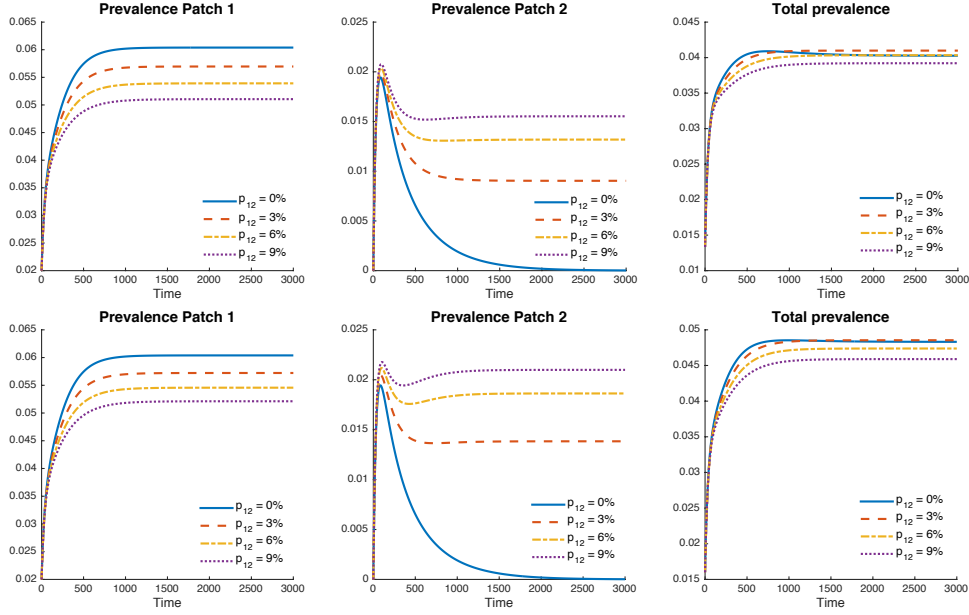 Prevalence Patch 1
0.065
0.06
0.055
0.05
0.045
0.04
0.035
0.03
0.025
0.02
0 500 1000 1500 2000 2500 3000
Time
p12 = 0%
p12 = 3%
p12 = 6%
p12 = 9%
Prevalence Patch 2
0.025
0.02
0.015
0.01
0.005
0
0 500 1000 1500 2000 2500 3000
Time
p12 = 0%
p12 = 3%
p12 = 6%
p12 = 9%
Total prevalence
0.045
0.04
0.035
0.03
0.025
0.02
0.015
0.01
0 500 1000 1500 2000 2500 3000
Time
p12 = 0%
p12 = 3%
p12 = 6%
p12 = 9%
Prevalence Patch 1
0.065
0.06
0.055
0.05
0.045
0.04
0.035
0.03
0.025
0.02
0 500 1000 1500 2000 2500 3000
Time
p12 = 0%
p12 = 3%
p12 = 6%
p12 = 9%
Prevalence Patch 2
0.025
0.02
0.015
0.01
0.005
0
0 500 1000 1500 2000 2500 3000
Time
p12 = 0%
p12 = 3%
p12 = 6%
p12 = 9%
Total prevalence
0.05
0.045
0.04
0.035
0.03
0.025
0.02
0.015
0 500 1000 1500 2000 2500 3000
Time
p12 = 0%
p12 = 3%
p12 = 6%
p12 = 9%